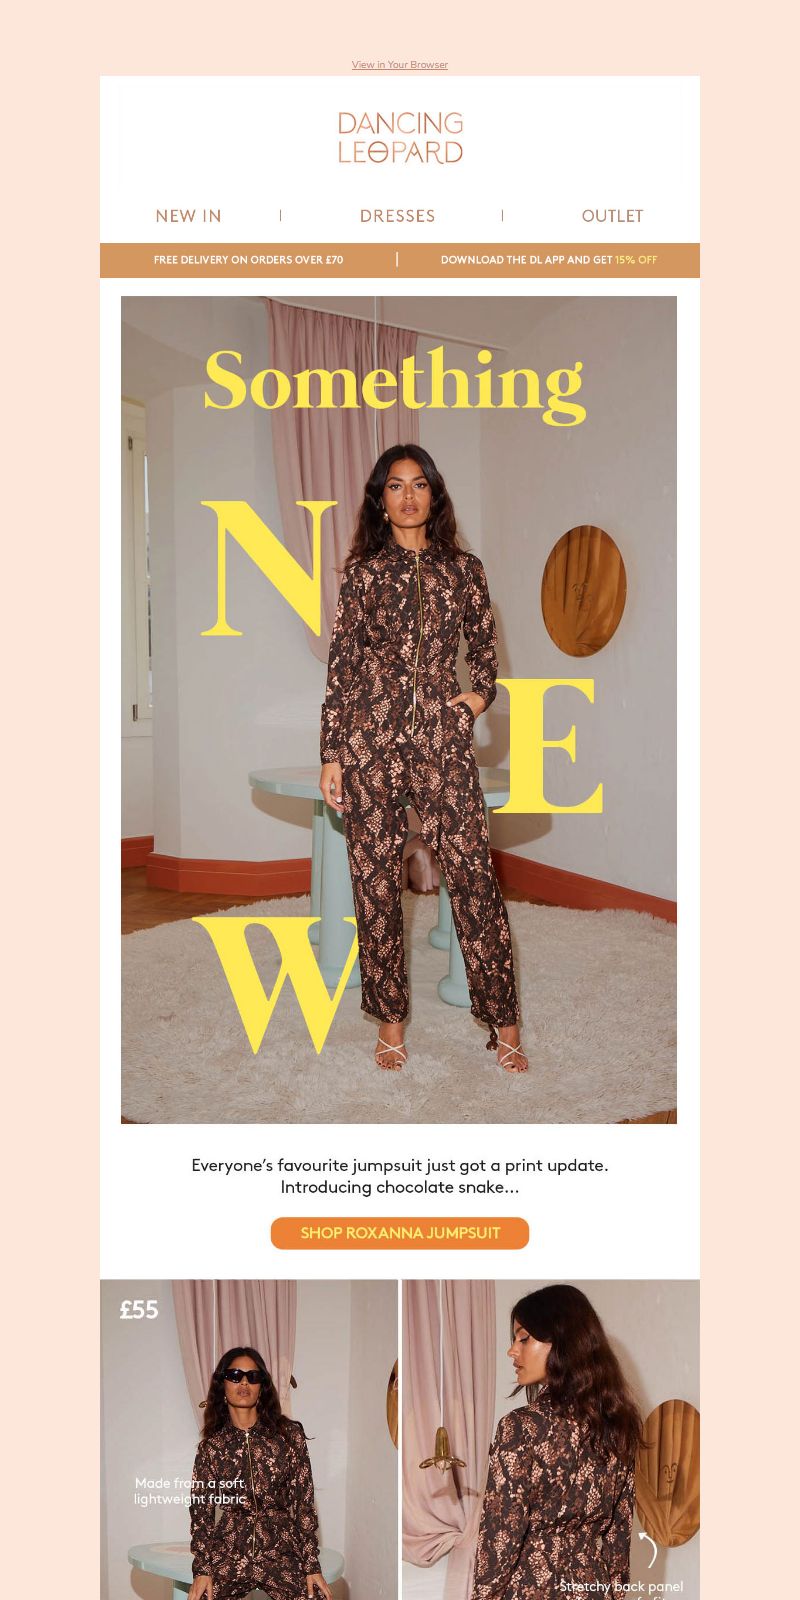 View in Your Browser
DANCING
LEOPARD
NEW IN | DRESSES | OUTLET
FREE DELIVERY ON ORDERS OVER £70 | DOWNLOAD THE DL APP AND GET 15% OFF
Something
N
E
W
Everyone’s favourite jumpsuit just got a print update.
Introducing chocolate snake...
SHOP ROXANNA JUMPSUIT
£55
Made from a soft
lightweight fabric
Stretchy back panel